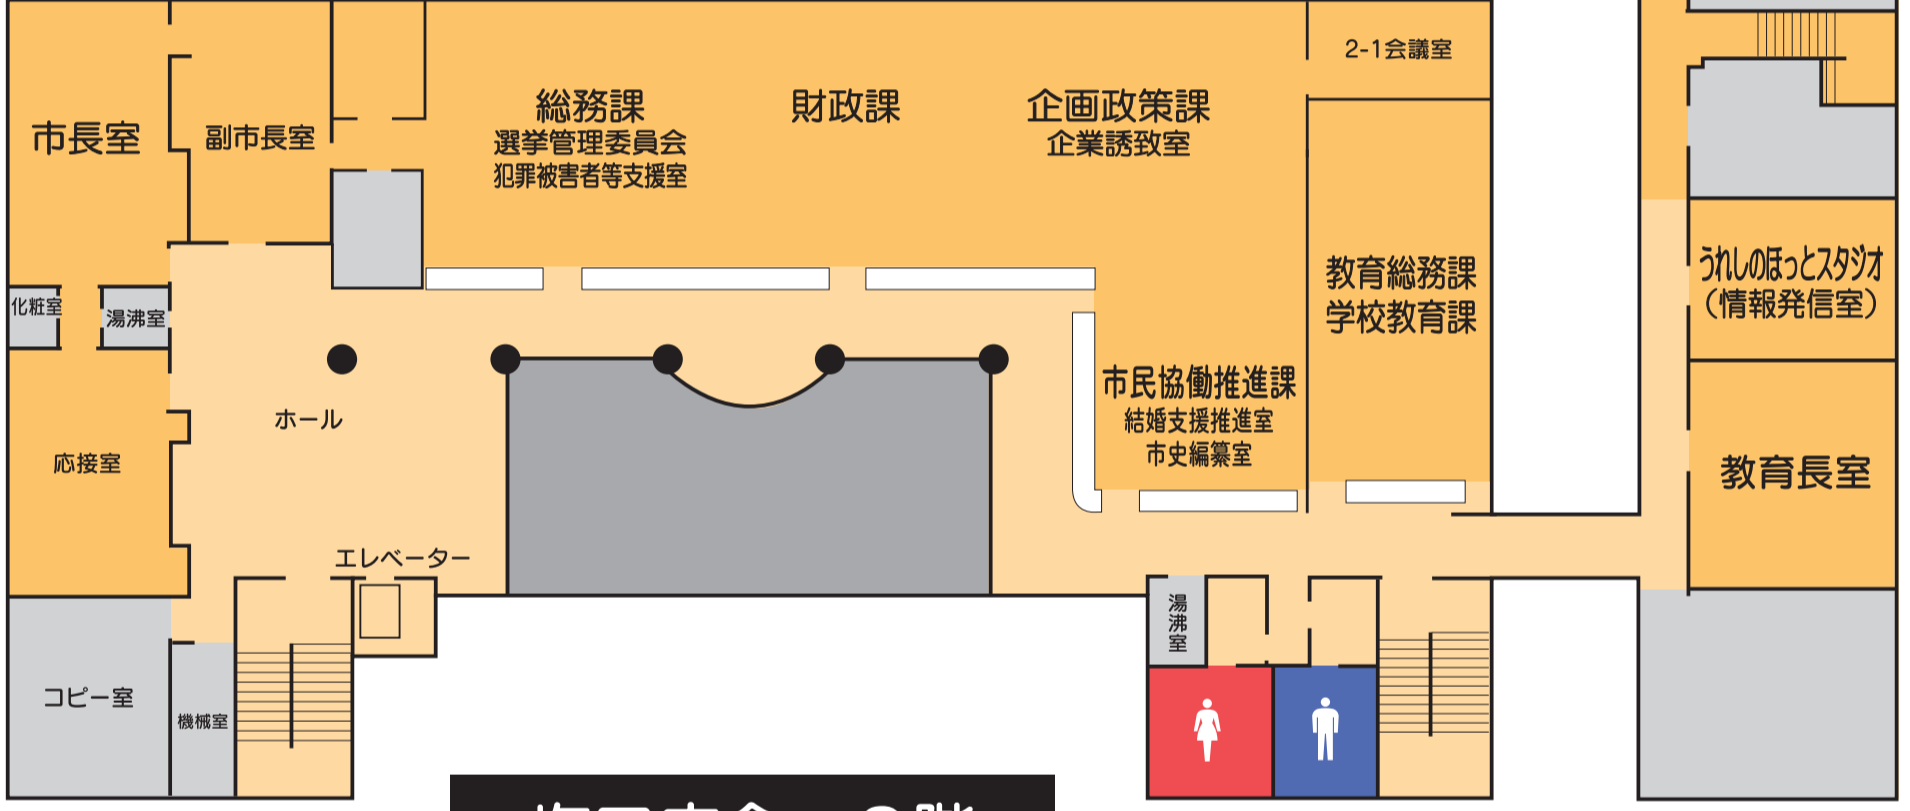 2-1会議室
総務課
選挙管理委員会
犯罪被害者等支援室
財政課
企画政策課
企業誘致室
市長室
副市長室
教育総務課
学校教育課
うれしのほっとスタジオ
（情報発信室）
化粧室
湯沸室
市民協働推進課
結婚支援推進室
市史編纂室
ホール
応接室
教育長室
エレベーター
湯沸室
コピー室
機械室